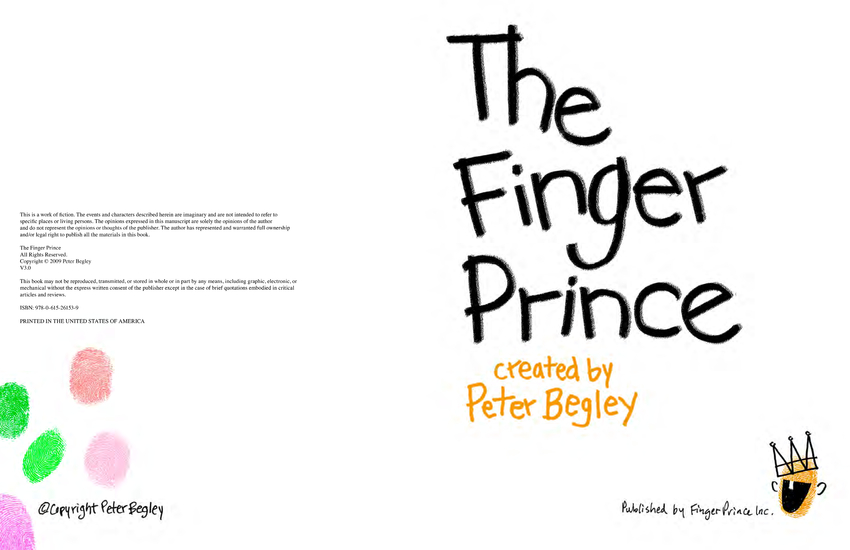 This is a work of fiction. The events and characters described herein are imaginary and are not intended to refer to
specific places or living persons. The opinions expressed in this manuscript are solely the opinions of the author
and do not represent the opinions or thoughts of the publisher. The author has represented and warranted full ownership
and/or legal right to publish all the materials in this book.
The Finger Prince
All Rights Reserved.
Copyright © 2009 Peter Begley
V3.0
This book may not be reproduced, transmitted, or stored in whole or in part by any means, including graphic, electronic, or
mechanical without the express written consent of the publisher except in the case of brief quotations embodied in critical
articles and reviews.
ISBN: 978-0-615-26153-9
PRINTED IN THE UNITED STATES OF AMERICA
©Copyright Peter Begley
The
Finger
Prince
created by
Peter Begley
Published by Finger Prince Inc.